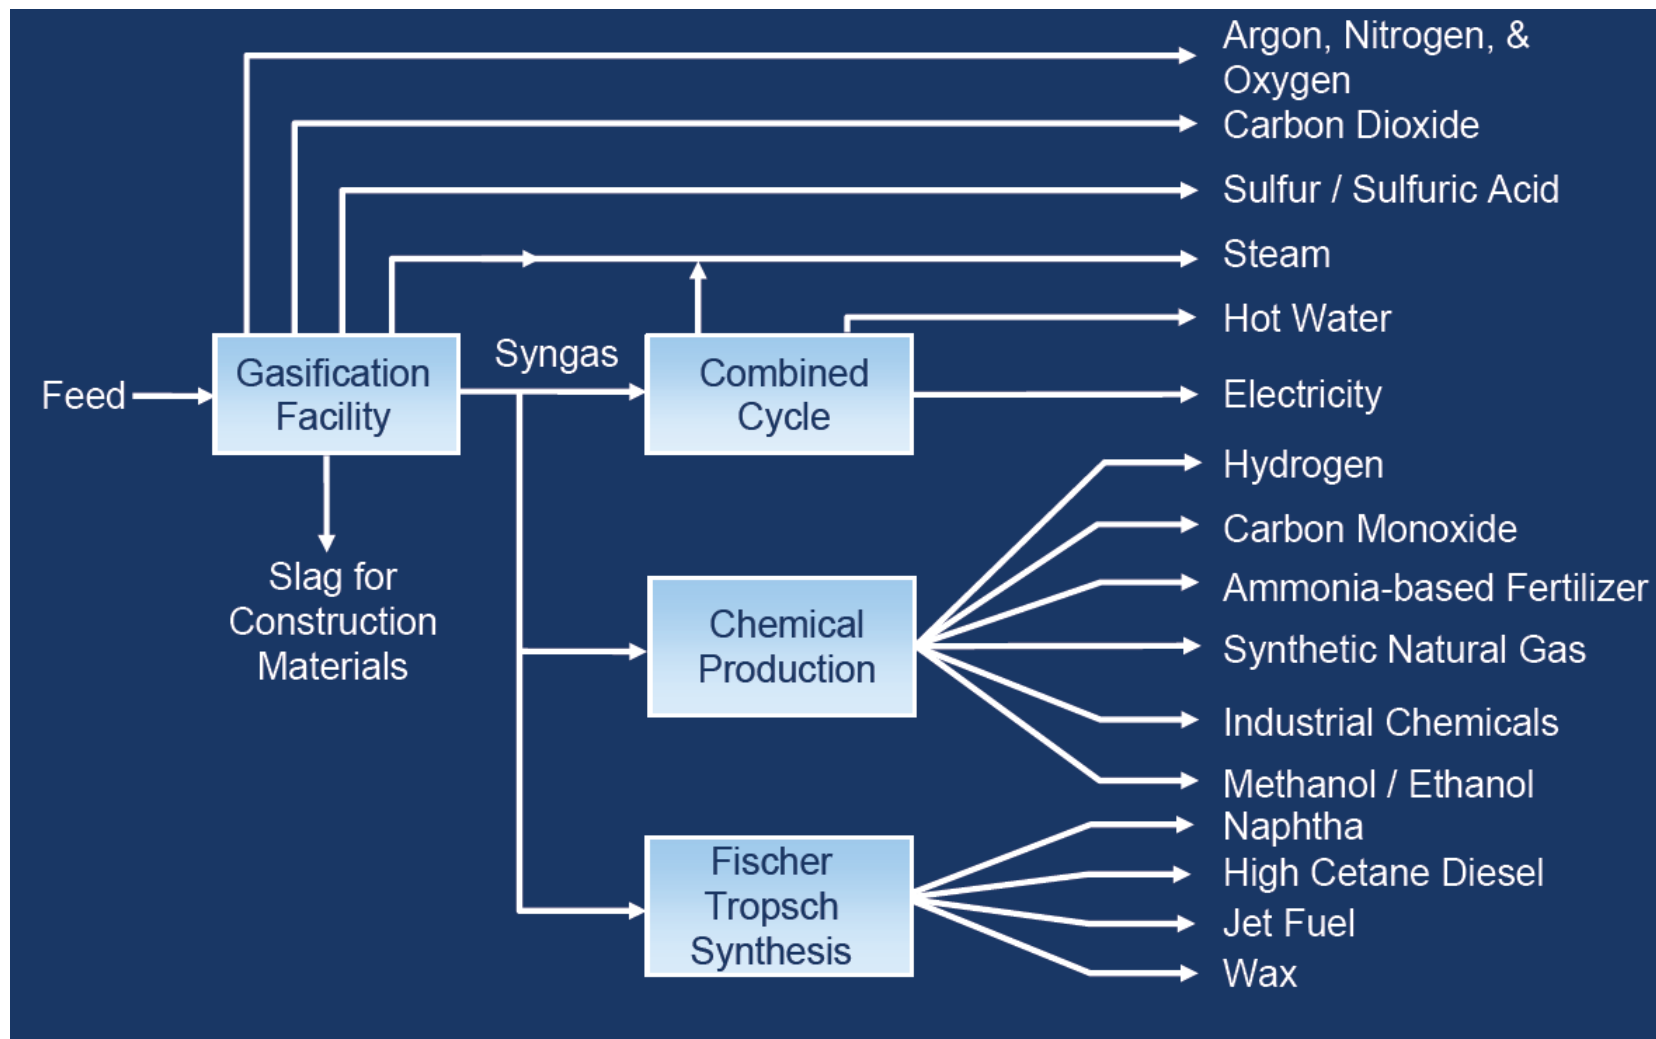 Argon, Nitrogen, &
Oxygen
Carbon Dioxide
Sulfur / Sulfuric Acid
Steam
Hot Water
Feed
Gasification
Facility
Syngas
Combined
Cycle
Electricity
Hydrogen
Carbon Monoxide
Slag for
Construction
Materials
Chemical
Production
Ammonia-based Fertilizer
Synthetic Natural Gas
Industrial Chemicals
Methanol / Ethanol
Fischer
Tropsch
Synthesis
Naphtha
High Cetane Diesel
Jet Fuel
Wax